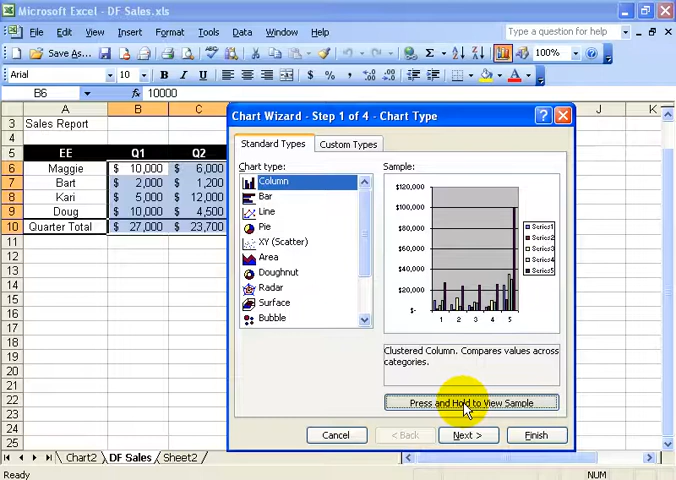 Microsoft Excel - DF Sales.xls
File Edit View Insert Format Tools Data Window Help Type a question for help
Save As... Σ 100%
Arial 10 B I U $ % , A
B6 fx 10000
A B C J K
3 Sales Report
4
5 EE Q1 Q2
6 Maggie $ 10,000 $ 6,000
7 Bart $ 2,000 $ 1,200
8 Kari $ 5,000 $ 12,000
9 Doug $ 10,000 $ 4,500
10 Quarter Total $ 27,000 $ 23,700
11
12
13
14
15
16
17
18
19
20
21
22
23
24
25
Chart Wizard - Step 1 of 4 - Chart Type
Standard Types Custom Types
Chart type:
Column
Bar
Line
Pie
XY (Scatter)
Area
Doughnut
Radar
Surface
Bubble
Sample:
$120,000
$100,000
$80,000
$60,000
$40,000
$20,000
$-
1 2 3 4 5
Series1
Series2
Series3
Series4
Series5
Clustered Column. Compares values across
categories.
Press and Hold to View Sample
Cancel < Back Next > Finish
Chart2 DF Sales Sheet2
Ready NUM